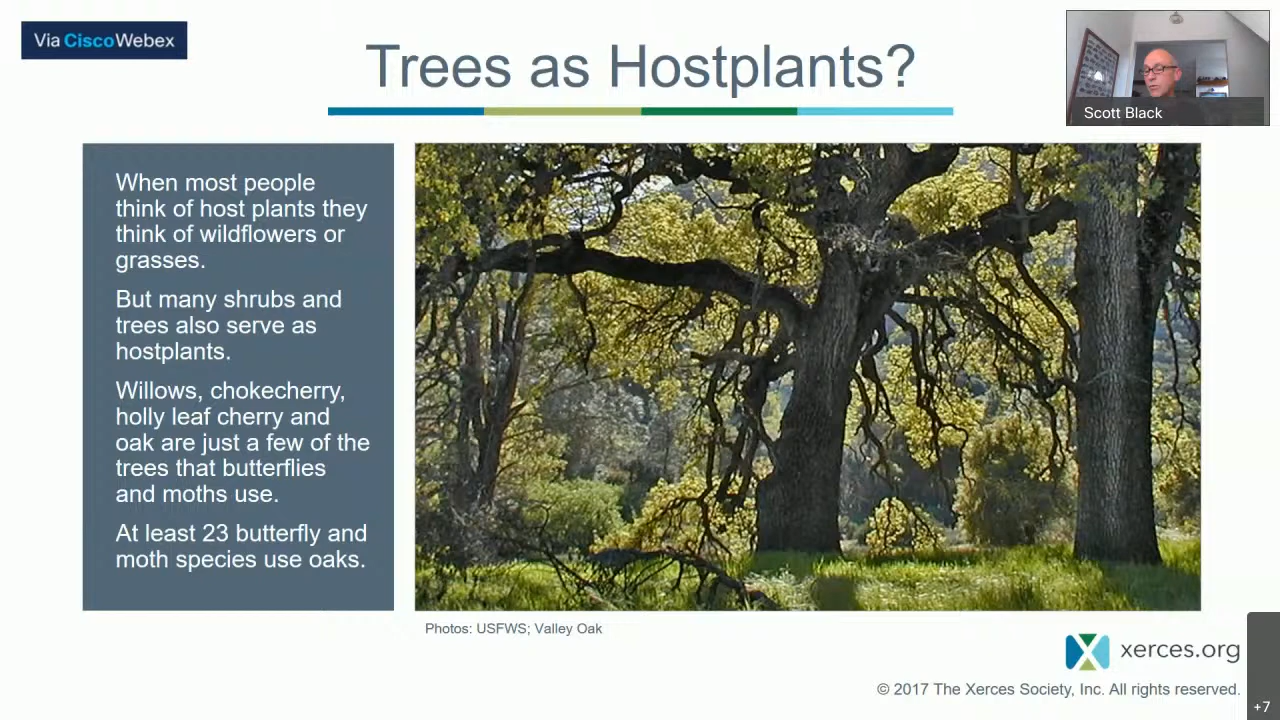 Via CiscoWebex
Trees as Hostplants?
Scott Black
When most people
think of host plants they
think of wildflowers or
grasses.
But many shrubs and
trees also serve as
hostplants.
Willows, chokecherry,
holly leaf cherry and
oak are just a few of the
trees that butterflies
and moths use.
At least 23 butterfly and
moth species use oaks.
Photos: USFWS; Valley Oak
xerces.org
© 2017 The Xerces Society, Inc. All rights reserved.
+7